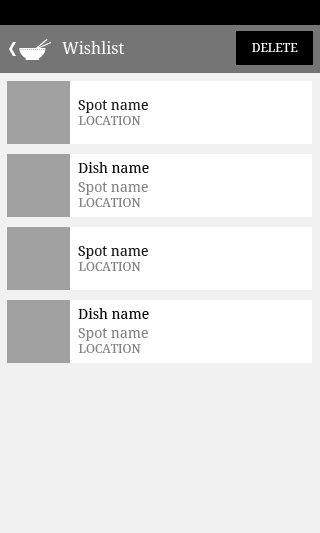 Wishlist
DELETE
Spot name
LOCATION
Dish name
Spot name
LOCATION
Spot name
LOCATION
Dish name
Spot name
LOCATION